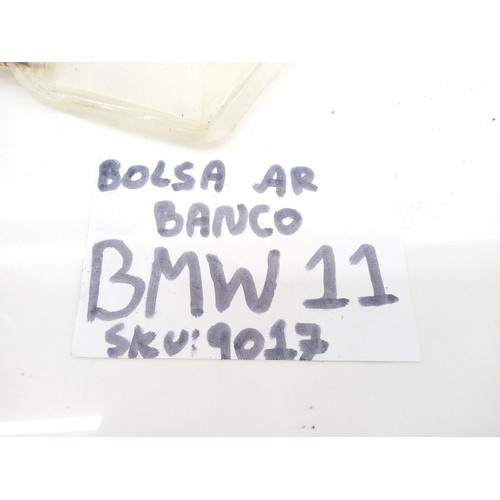 BOLSA AR
BANCO
BMW 11
SKU:9017